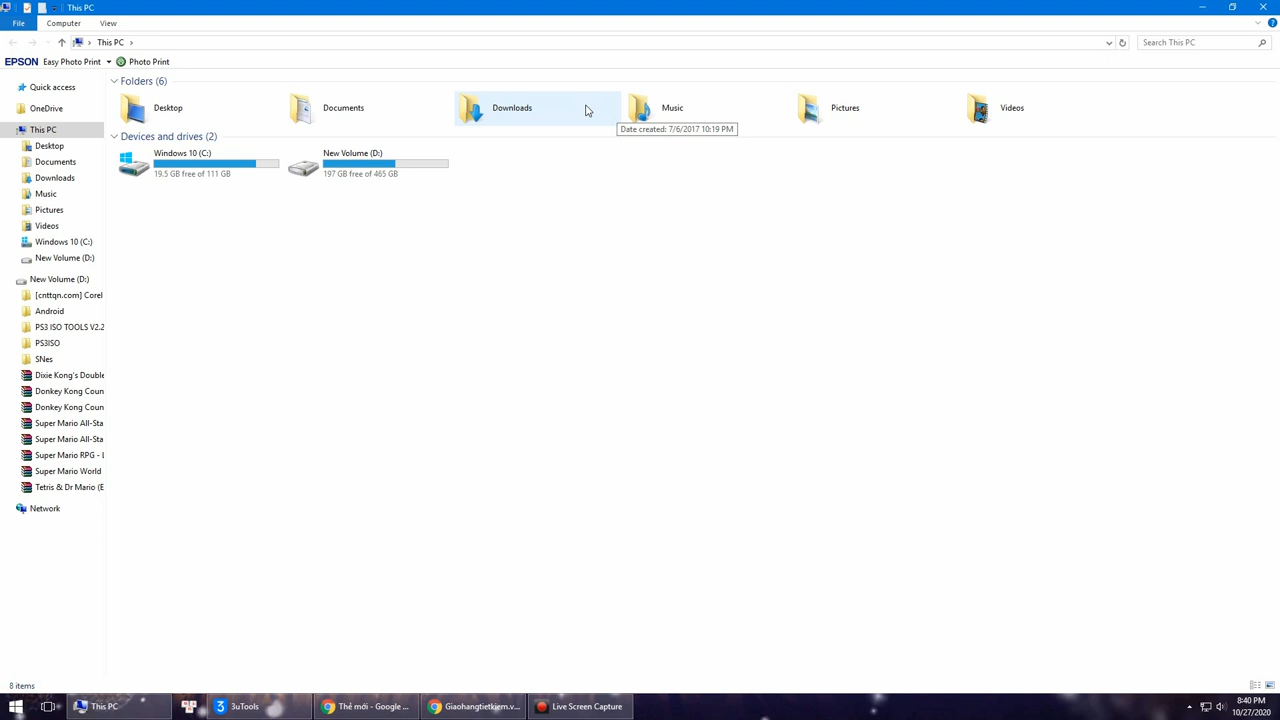 This PC
File Computer View
This PC
Search This PC
EPSON Easy Photo Print Photo Print
Quick access
OneDrive
This PC
Desktop
Documents
Downloads
Music
Pictures
Videos
Windows 10 (C:)
New Volume (D:)
New Volume (D:)
[cnttqn.com] Corel
Android
PS3 ISO TOOLS V2.2
PS3ISO
SNes
Dixie Kong's Double
Donkey Kong Coun
Donkey Kong Coun
Super Mario All-Sta
Super Mario All-Sta
Super Mario RPG - L
Super Mario World
Tetris & Dr Mario (E
Network
Folders (6)
Desktop Documents Downloads Music Pictures Videos
Date created: 7/6/2017 10:19 PM
Devices and drives (2)
Windows 10 (C:)
19.5 GB free of 111 GB
New Volume (D:)
197 GB free of 465 GB
8 items
This PC 3uTools Thẻ mới - Google ... Giaohangtietkiem.v... Live Screen Capture
8:40 PM
10/27/2020